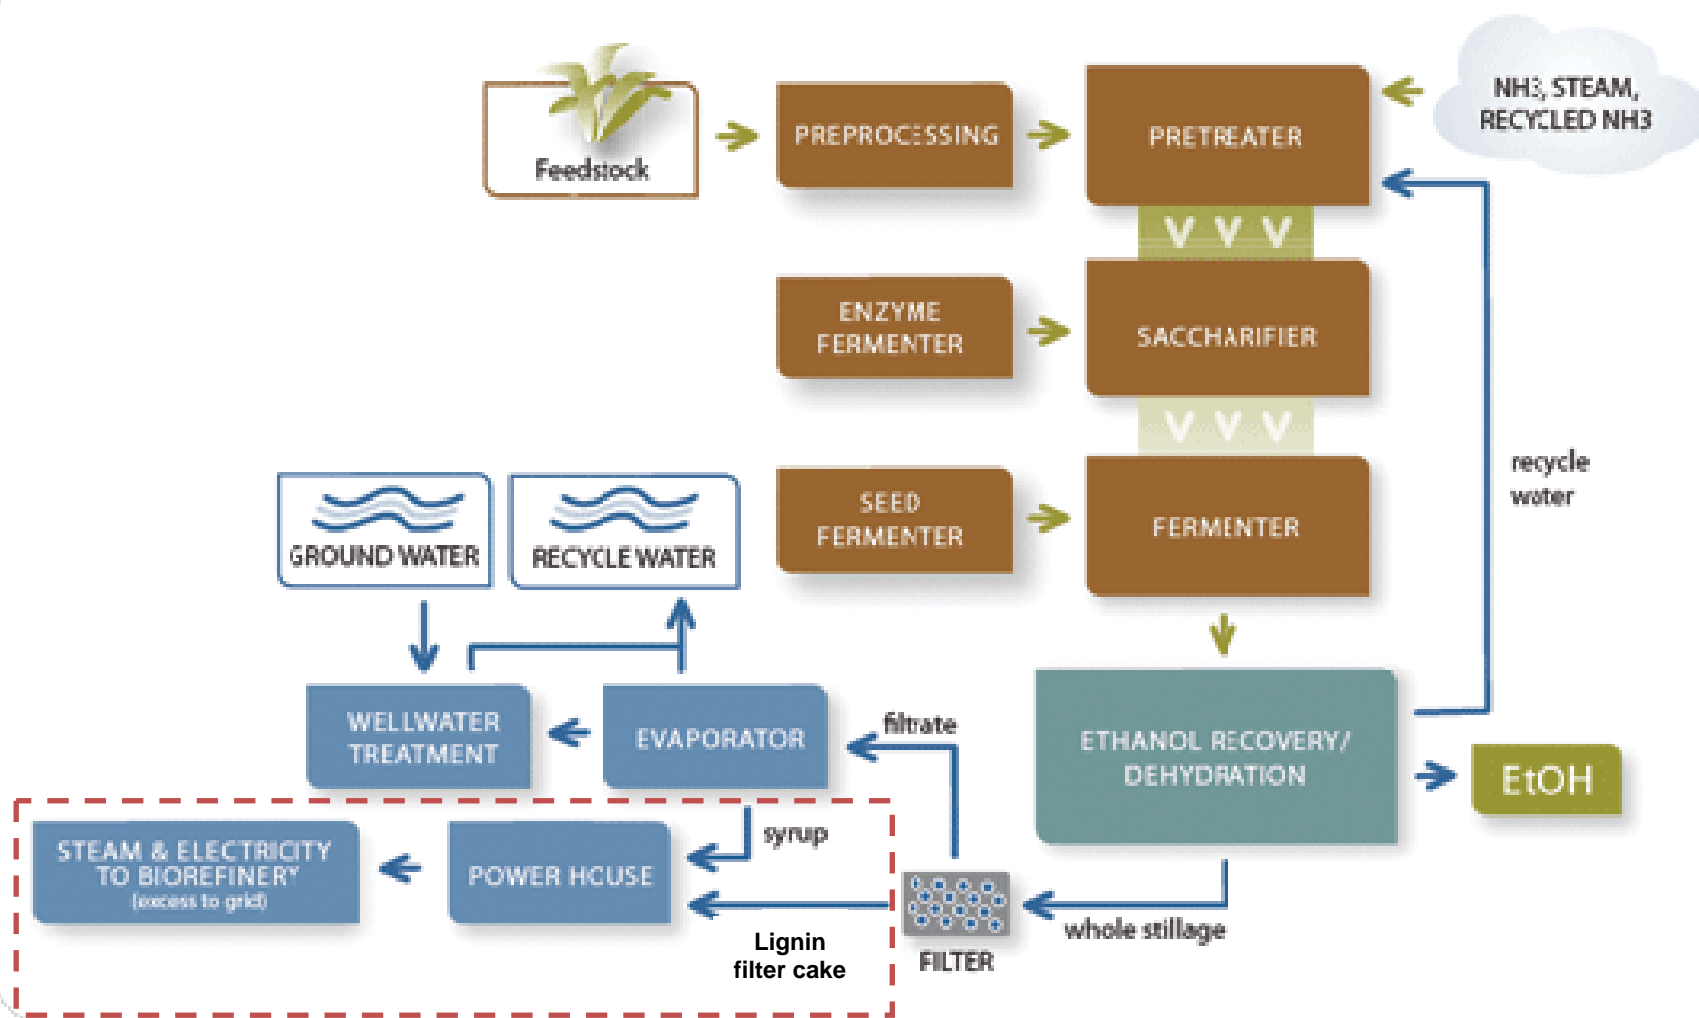 NH3, STEAM,
RECYCLED NH3
Feedstock
PREPROCESSING
PRETREATER
ENZYME
FERMENTER
SACCHARIFIER
recycle
water
SEED
FERMENTER
FERMENTER
GROUND WATER
RECYCLE WATER
WELLWATER
TREATMENT
EVAPORATOR
filtrate
ETHANOL RECOVERY/
DEHYDRATION
EtOH
syrup
STEAM & ELECTRICITY
TO BIOREFINERY
(excess to grid)
POWER HOUSE
whole stillage
Lignin
filter cake
FILTER